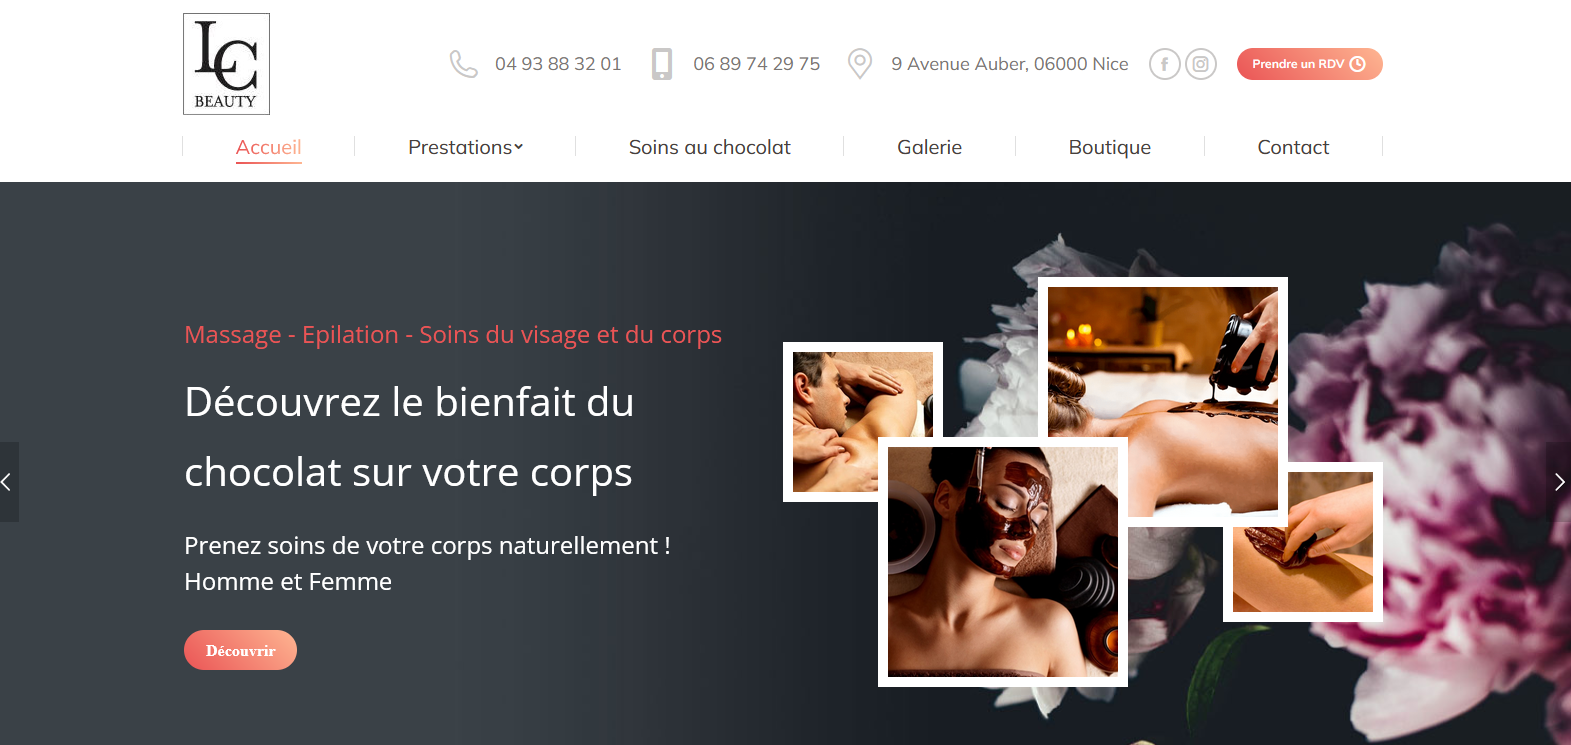 LC
BEAUTY
04 93 88 32 01
06 89 74 29 75
9 Avenue Auber, 06000 Nice
Prendre un RDV
Accueil
Prestations
Soins au chocolat
Galerie
Boutique
Contact
Massage - Epilation - Soins du visage et du corps
Découvrez le bienfait du
chocolat sur votre corps
Prenez soins de votre corps naturellement !
Homme et Femme
Découvrir